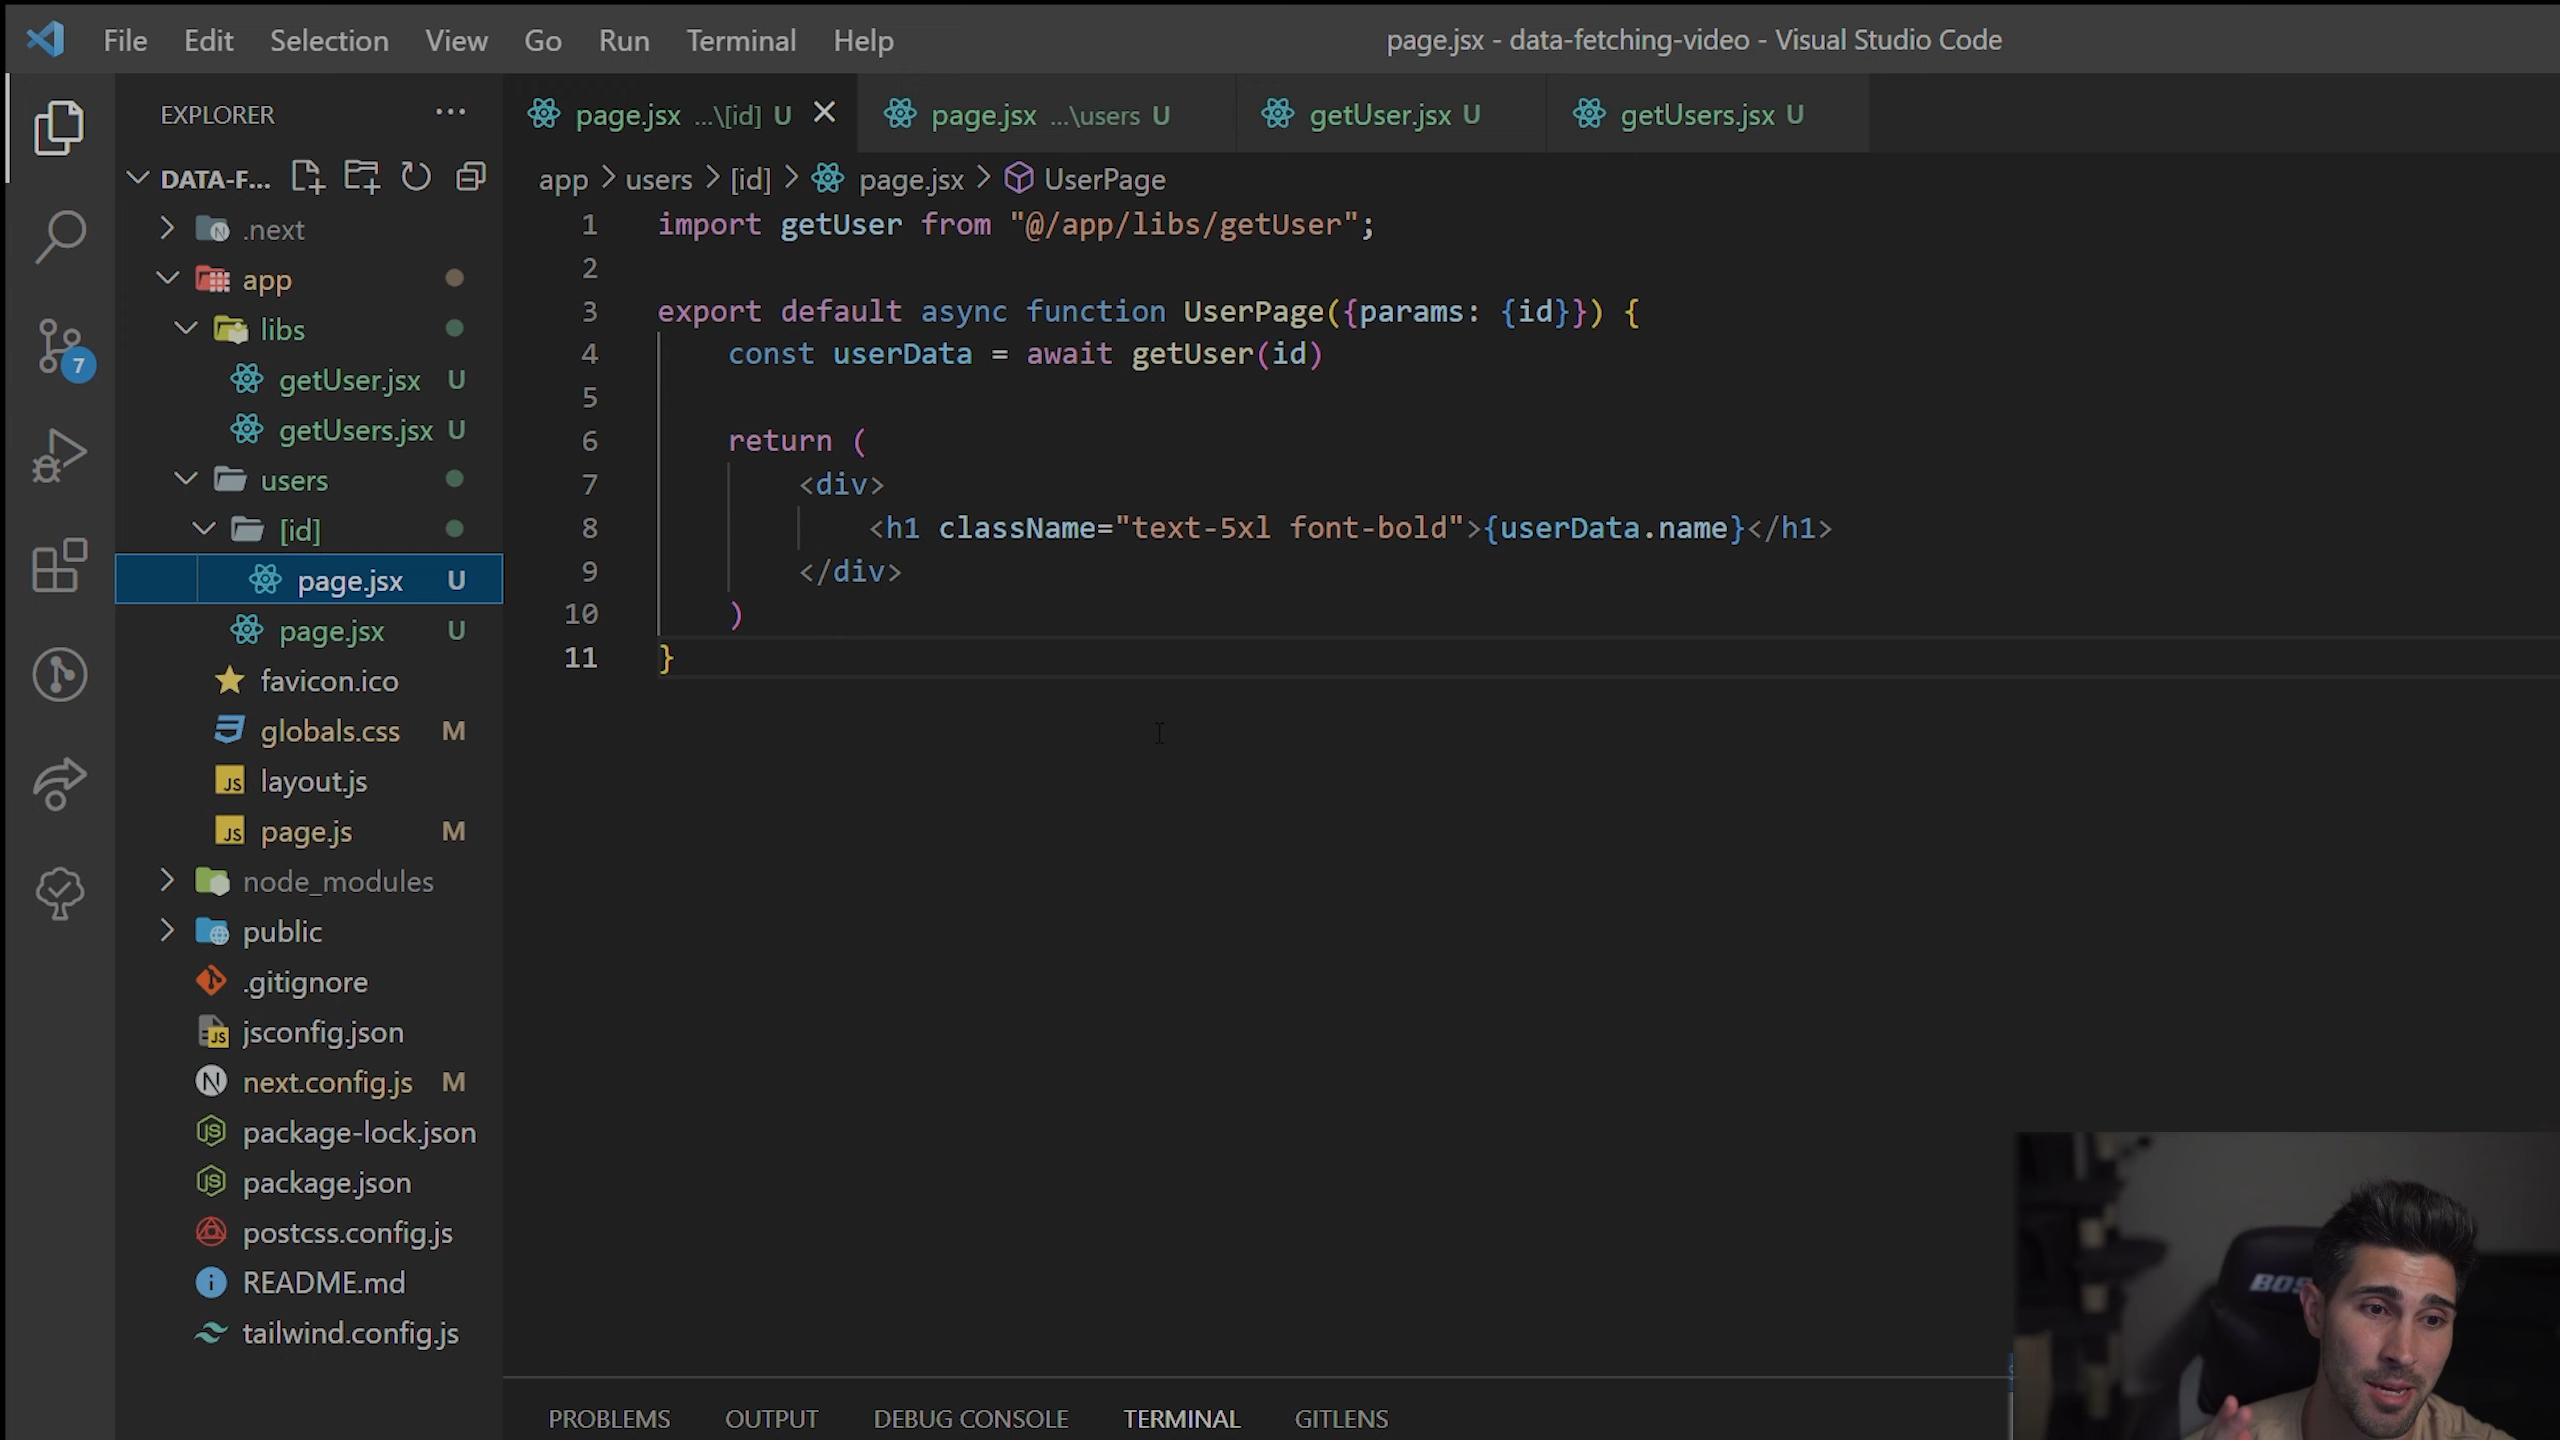 File Edit Selection View Go Run Terminal Help
page.jsx - data-fetching-video - Visual Studio Code
EXPLORER
DATA-F...
.next
app
libs
getUser.jsx U
getUsers.jsx U
users
[id]
page.jsx U
page.jsx U
favicon.ico
globals.css M
layout.js
page.js M
node_modules
public
.gitignore
jsconfig.json
next.config.js M
package-lock.json
package.json
postcss.config.js
README.md
tailwind.config.js
7
page.jsx ...\[id] U
page.jsx ...\users U
getUser.jsx U
getUsers.jsx U
app > users > [id] > page.jsx > UserPage
1 import getUser from "@/app/libs/getUser";
2
3 export default async function UserPage({params: {id}}) {
4 const userData = await getUser(id)
5
6 return (
7 <div>
8 <h1 className="text-5xl font-bold">{userData.name}</h1>
9 </div>
10 )
11 }
PROBLEMS OUTPUT DEBUG CONSOLE TERMINAL GITLENS